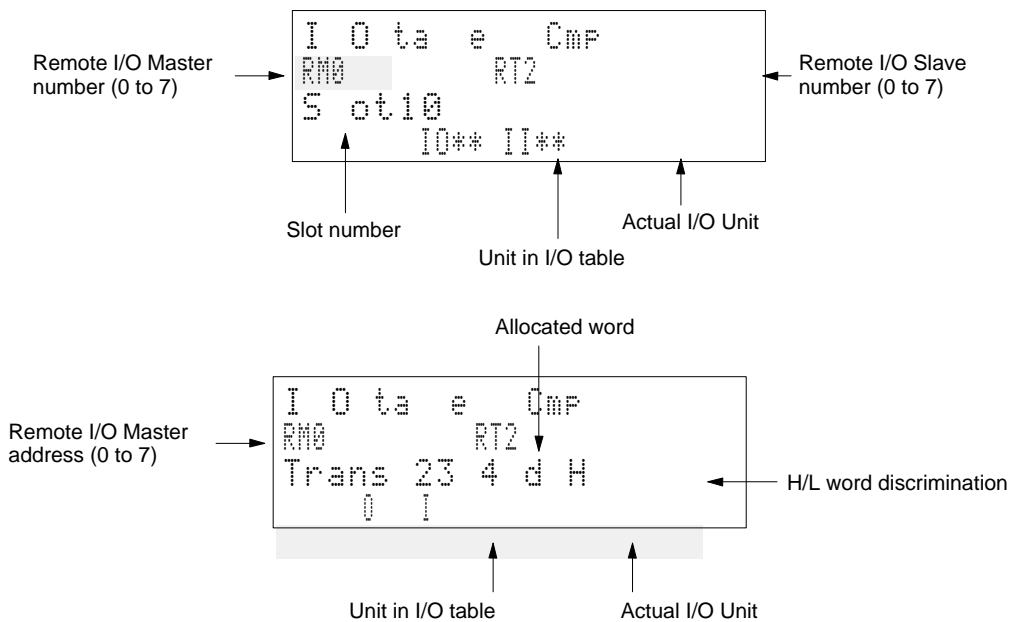 I O ta e Cmp
Remote I/O Master
number (0 to 7)
RM0 RT2
Remote I/O Slave
number (0 to 7)
S ot10
IO** II**
Slot number
Actual I/O Unit
Unit in I/O table
Allocated word
I O ta e Cmp
Remote I/O Master
address (0 to 7)
RM0 RT2
Trans 23 4 d H
H/L word discrimination
O I
Unit in I/O table Actual I/O Unit